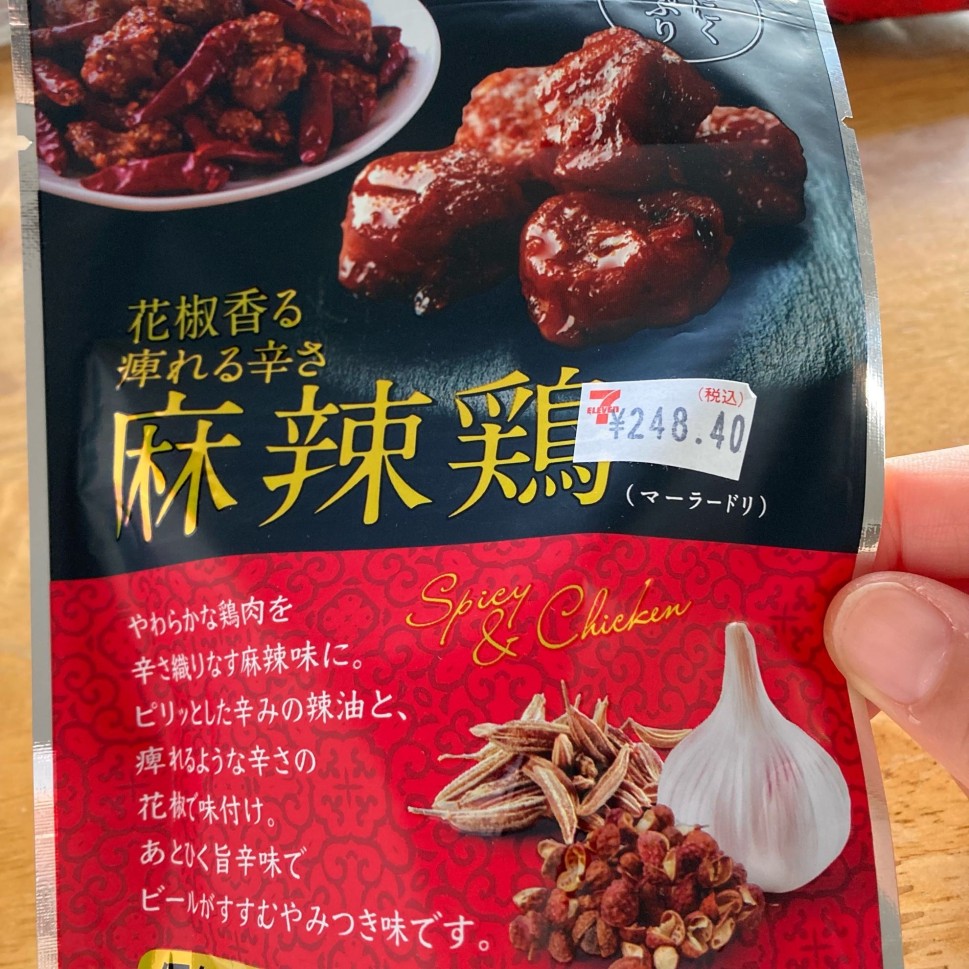 花椒香る
痺れる辛さ
麻辣鶏
(税込)
ELEVEN
¥248.40
(マーラードリ)
Spicy
& Chicken
やわらかな鶏肉を
辛さ織りなす麻辣味に。
ピリッとした辛みの辣油と、
痺れるような辛さの
花椒で味付け。
あとひく旨辛味で
ビールがすすむやみつき味です。